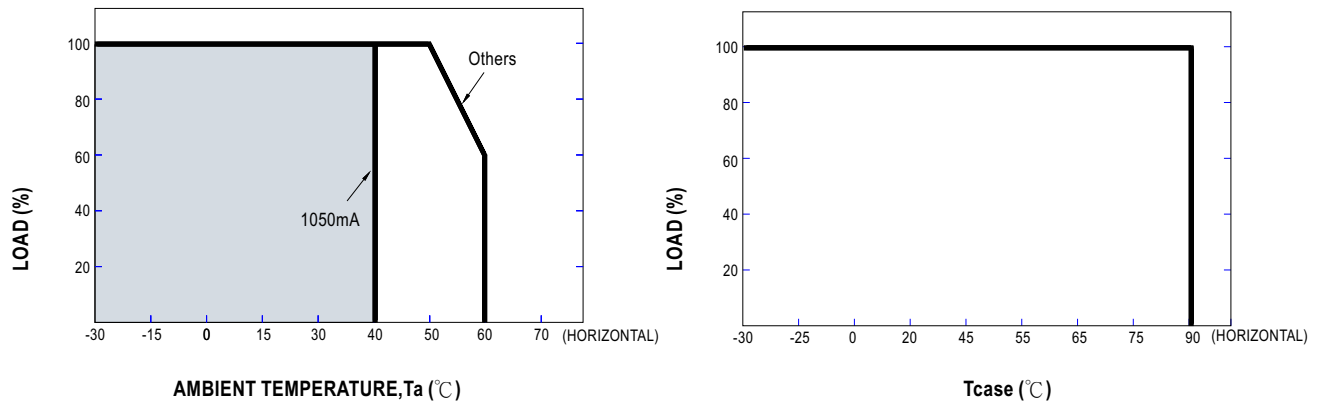 100
80
60
40
20
LOAD (%)
Others
1050mA
-30 -15 0 15 30 40 50 60 70 (HORIZONTAL)
AMBIENT TEMPERATURE,Ta (℃)
100
80
60
40
20
LOAD (%)
-30 -25 0 20 45 55 65 75 90 (HORIZONTAL)
Tcase (℃)